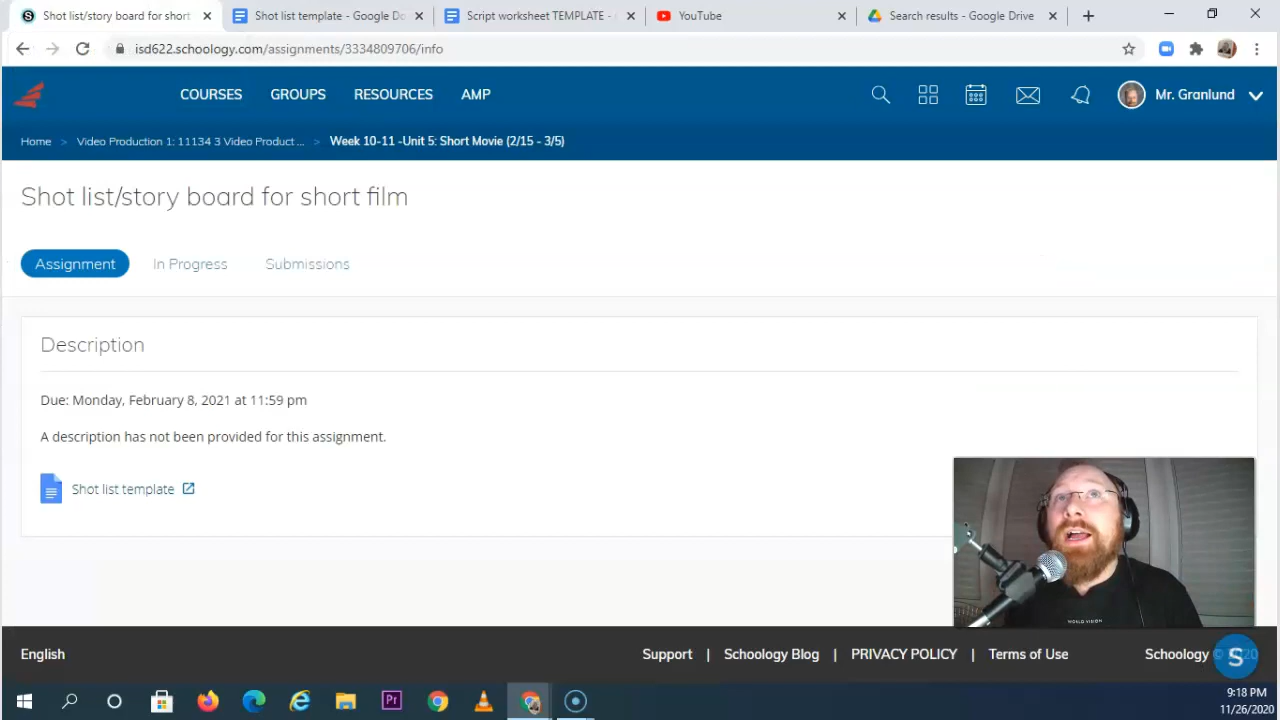 Shot list/story board for short
Shot list template - Google Do
Script worksheet TEMPLATE -
YouTube
Search results - Google Drive
isd622.schoology.com/assignments/3334809706/info
COURSES GROUPS RESOURCES AMP Mr. Granlund
Home > Video Production 1: 11134 3 Video Product ... > Week 10-11 -Unit 5: Short Movie (2/15 - 3/5)
Shot list/story board for short film
Assignment In Progress Submissions
Description
Due: Monday, February 8, 2021 at 11:59 pm
A description has not been provided for this assignment.
Shot list template
WORLD VISION
English Support | Schoology Blog | PRIVACY POLICY | Terms of Use Schoology © 2020
S
Pr
9:18 PM
11/26/2020